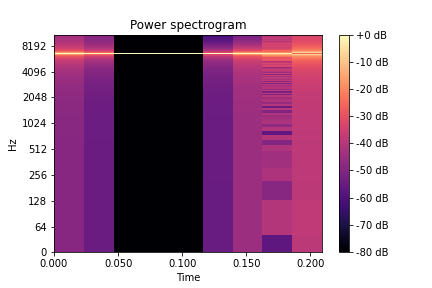 Power spectrogram
8192
4096
2048
1024
512
256
128
64
0
Hz
0.000 0.050 0.100 0.150 0.200
Time
+0 dB
-10 dB
-20 dB
-30 dB
-40 dB
-50 dB
-60 dB
-70 dB
-80 dB